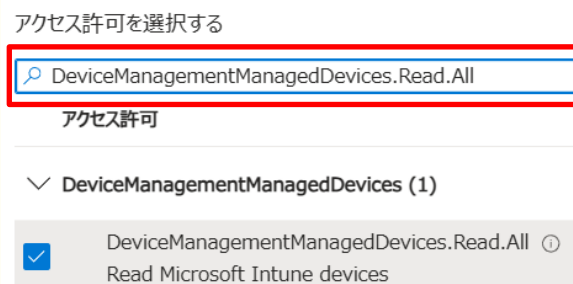 アクセス許可を選択する
DeviceManagementManagedDevices.Read.All
アクセス許可
DeviceManagementManagedDevices (1)
DeviceManagementManagedDevices.Read.All
Read Microsoft Intune devices